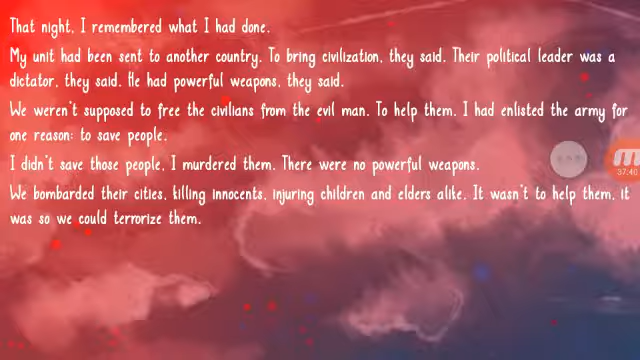 That night, I remembered what I had done.
My unit had been sent to another country. To bring civilization, they said. Their political leader was a
dictator, they said. He had powerful weapons, they said.
We weren't supposed to free the civilians from the evil man. To help them. I had enlisted the army for
one reason: to save people.
I didn't save those people, I murdered them. There were no powerful weapons.
We bombarded their cities, killing innocents, injuring children and elders alike. It wasn't to help them, it
was so we could terrorize them.
37:40